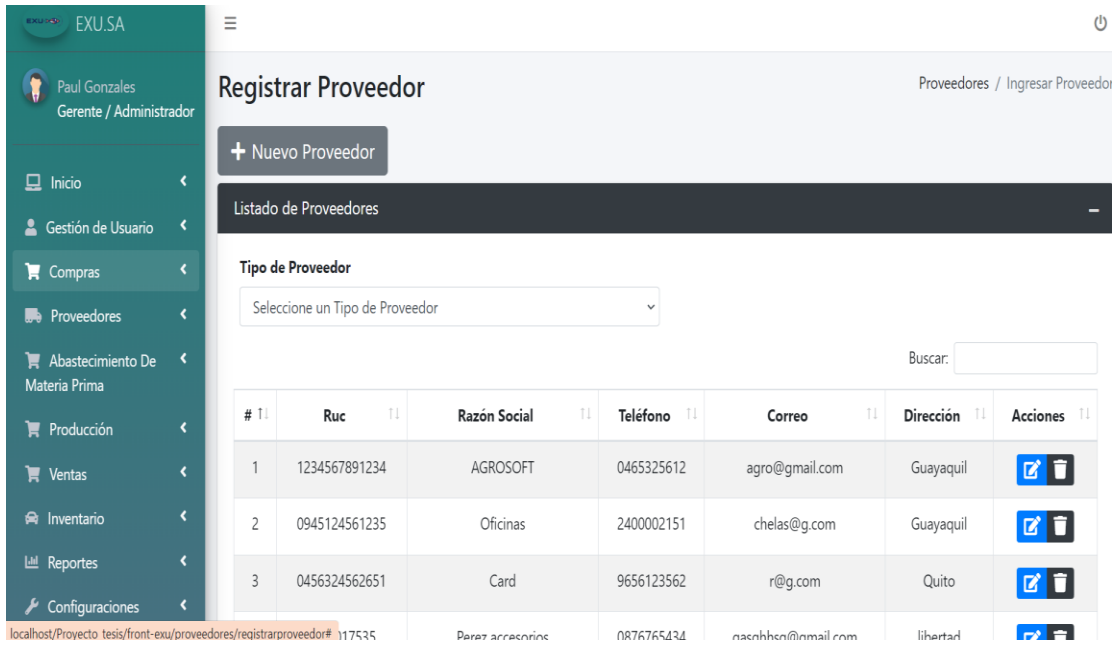 EXU.SA
Paul Gonzales
Gerente / Administrador
Inicio
Gestión de Usuario
Compras
Proveedores
Abastecimiento De
Materia Prima
Producción
Ventas
Inventario
Reportes
Configuraciones
Registrar Proveedor
Proveedores / Ingresar Proveedor
+ Nuevo Proveedor
Listado de Proveedores
Tipo de Proveedor
Seleccione un Tipo de Proveedor
Buscar:
# Ruc Razón Social Teléfono Correo Dirección Acciones
1 1234567891234 AGROSOFT 0465325612 agro@gmail.com Guayaquil
2 0945124561235 Oficinas 2400002151 chelas@g.com Guayaquil
3 0456324562651 Card 9656123562 r@g.com Quito
17535 Perez accesorios 0876765434 gasghbsg@gmail.com libertad
localhost/Proyecto_tesis/front-exu/proveedores/registrarproveedor#